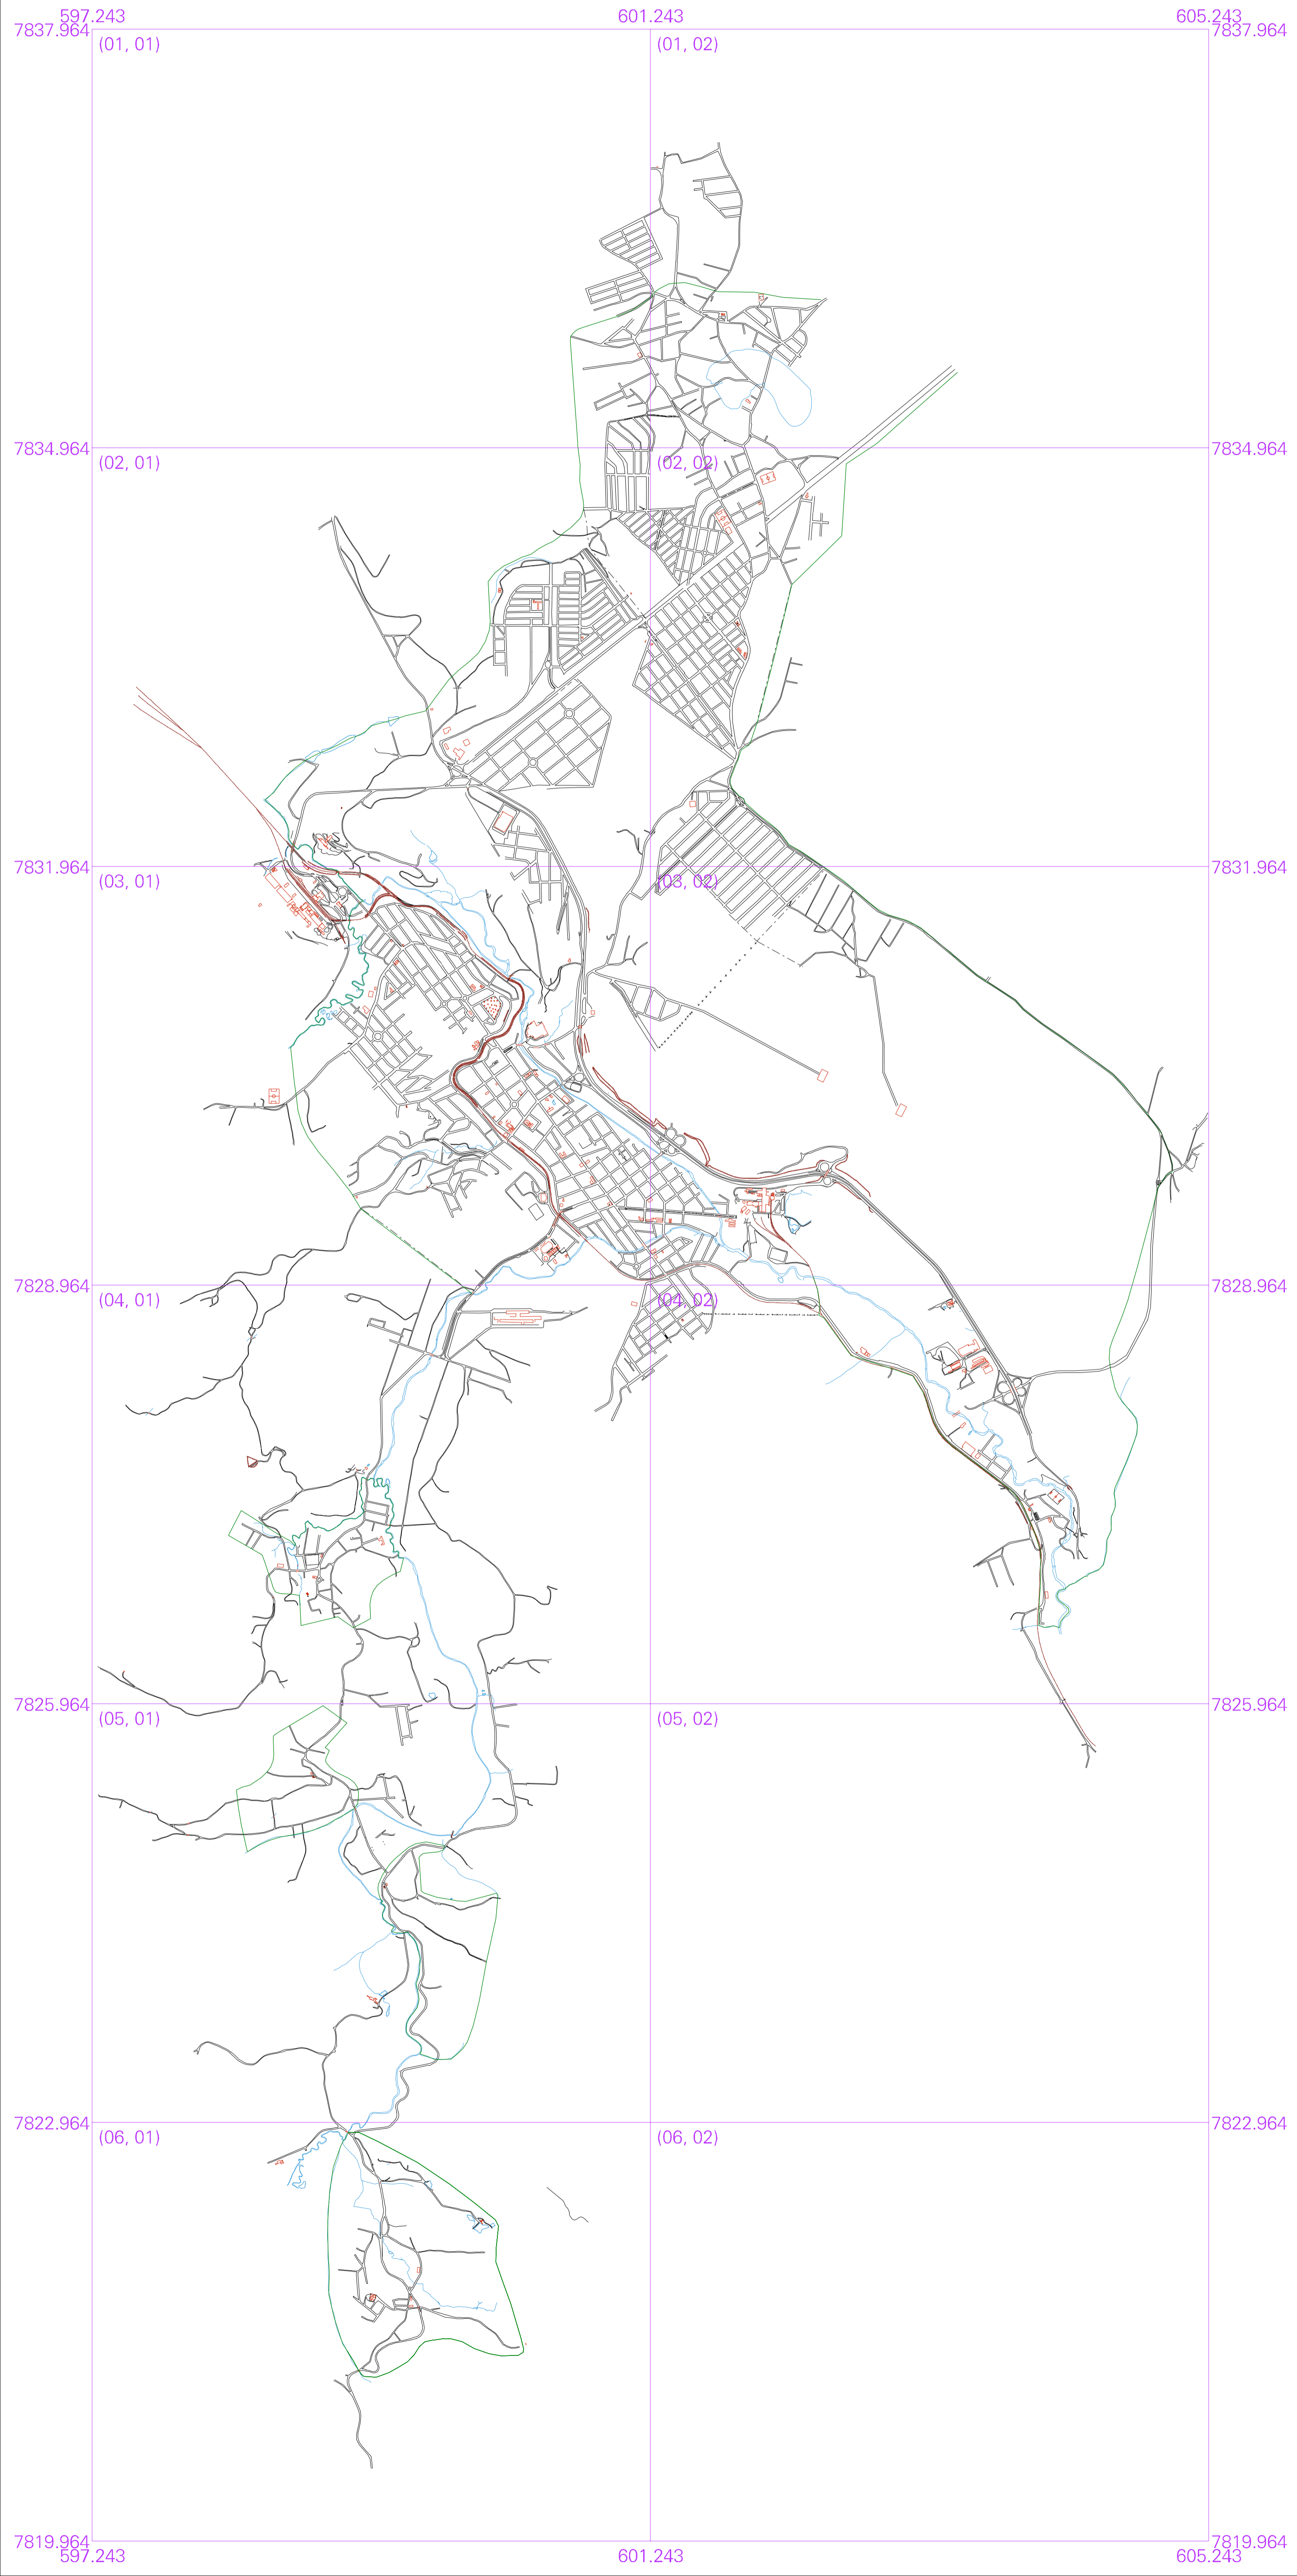 597.243 601.243 605.243
7837.964 7837.964
(01, 01) (01, 02)
7834.964 7834.964
(02, 01) (02, 02)
7831.964 7831.964
(03, 01) (03, 02)
7828.964 7828.964
(04, 01) (04, 02)
7825.964 7825.964
(05, 01) (05, 02)
7822.964 7822.964
(06, 01) (06, 02)
7819.964 7819.964
597.243 601.243 605.243